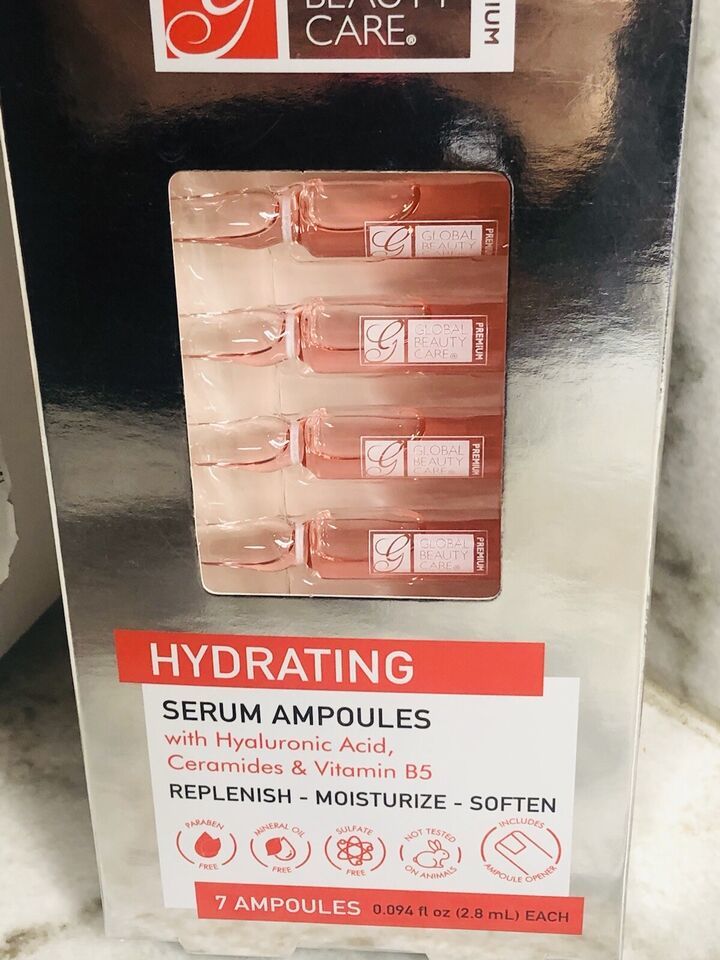 BEAUTY
CARE®
GLOBAL
BEAUTY
PREMIUM
GLOBAL
BEAUTY
CARE®
PREMIUM
GLOBAL
BEAUTY
CARE®
PREMIUM
GLOBAL
BEAUTY
CARE®
PREMIUM
HYDRATING
SERUM AMPOULES
with Hyaluronic Acid,
Ceramides & Vitamin B5
REPLENISH - MOISTURIZE - SOFTEN
PARABEN
FREE
MINERAL OIL
FREE
SULFATE
FREE
NOT TESTED
ON ANIMALS
INCLUDES
AMPOULE OPENER
7 AMPOULES 0.094 fl oz (2.8 mL) EACH